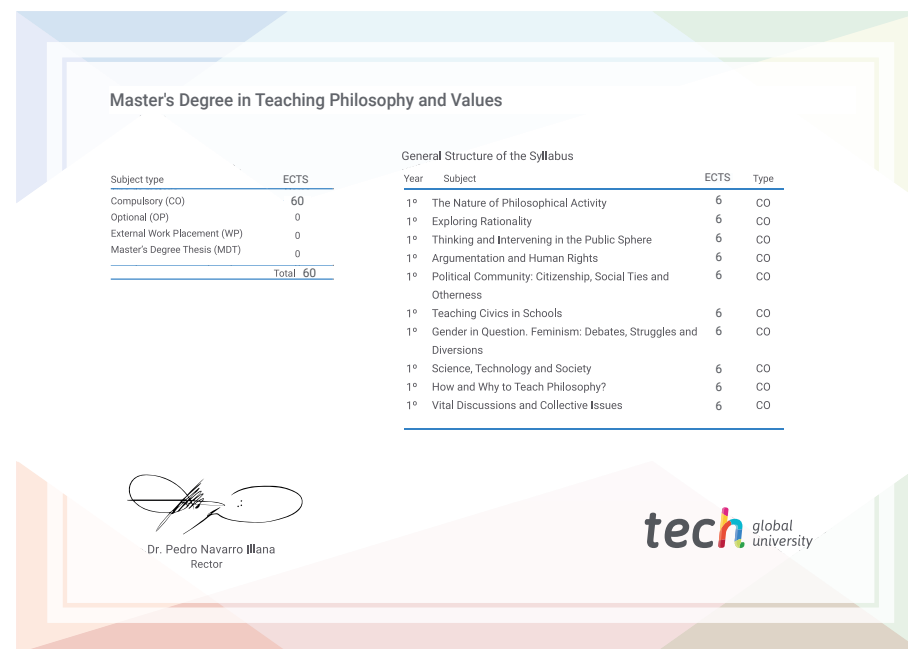 Master's Degree in Teaching Philosophy and Values
Subject type ECTS
Compulsory (CO) 60
Optional (OP) 0
External Work Placement (WP) 0
Master's Degree Thesis (MDT) 0
Total 60
General Structure of the Syllabus
Year Subject ECTS Type
1º The Nature of Philosophical Activity 6 CO
1º Exploring Rationality 6 CO
1º Thinking and Intervening in the Public Sphere 6 CO
1º Argumentation and Human Rights 6 CO
1º Political Community: Citizenship, Social Ties and 6 CO
Otherness
1º Teaching Civics in Schools 6 CO
1º Gender in Question. Feminism: Debates, Struggles and 6 CO
Diversions
1º Science, Technology and Society 6 CO
1º How and Why to Teach Philosophy? 6 CO
1º Vital Discussions and Collective Issues 6 CO
Dr. Pedro Navarro Illana
Rector
tech global
university